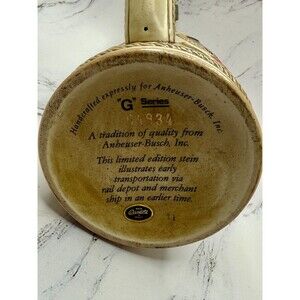 Handcrafted expressly for Anheuser-Busch, Inc.
"G" Series
A tradition of quality from
Anheuser-Busch, Inc.
This limited edition stein
illustrates early
transportation via
rail depot and merchant
ship in an earlier time.